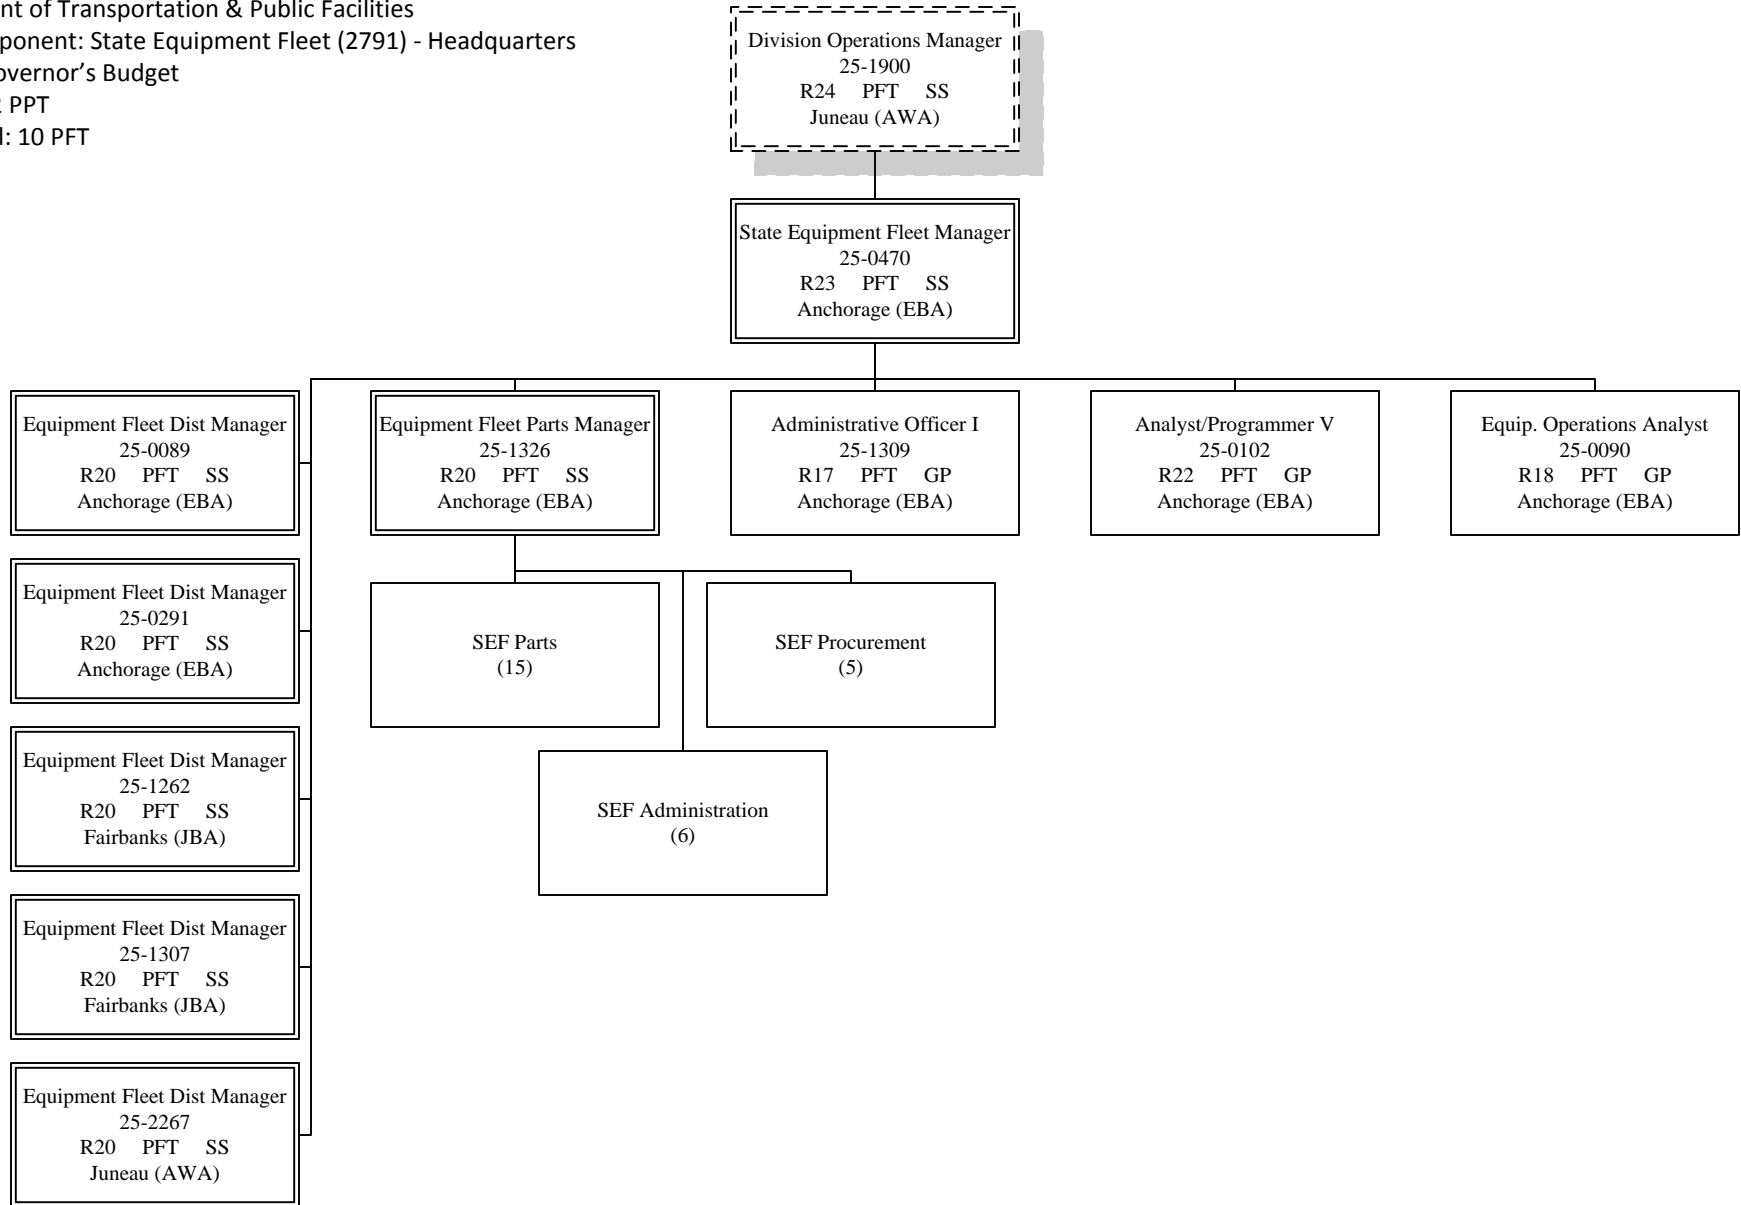 nt of Transportation & Public Facilities
ponent: State Equipment Fleet (2791) - Headquarters
overnor's Budget
PPT
: 10 PFT
Division Operations Manager
25-1900
R24 PFT SS
Juneau (AWA)
State Equipment Fleet Manager
25-0470
R23 PFT SS
Anchorage (EBA)
Equipment Fleet Dist Manager
25-0089
R20 PFT SS
Anchorage (EBA)
Equipment Fleet Parts Manager
25-1326
R20 PFT SS
Anchorage (EBA)
Administrative Officer I
25-1309
R17 PFT GP
Anchorage (EBA)
Analyst/Programmer V
25-0102
R22 PFT GP
Anchorage (EBA)
Equip. Operations Analyst
25-0090
R18 PFT GP
Anchorage (EBA)
Equipment Fleet Dist Manager
25-0291
R20 PFT SS
Anchorage (EBA)
SEF Parts
(15)
SEF Procurement
(5)
Equipment Fleet Dist Manager
25-1262
R20 PFT SS
Fairbanks (JBA)
SEF Administration
(6)
Equipment Fleet Dist Manager
25-1307
R20 PFT SS
Fairbanks (JBA)
Equipment Fleet Dist Manager
25-2267
R20 PFT SS
Juneau (AWA)